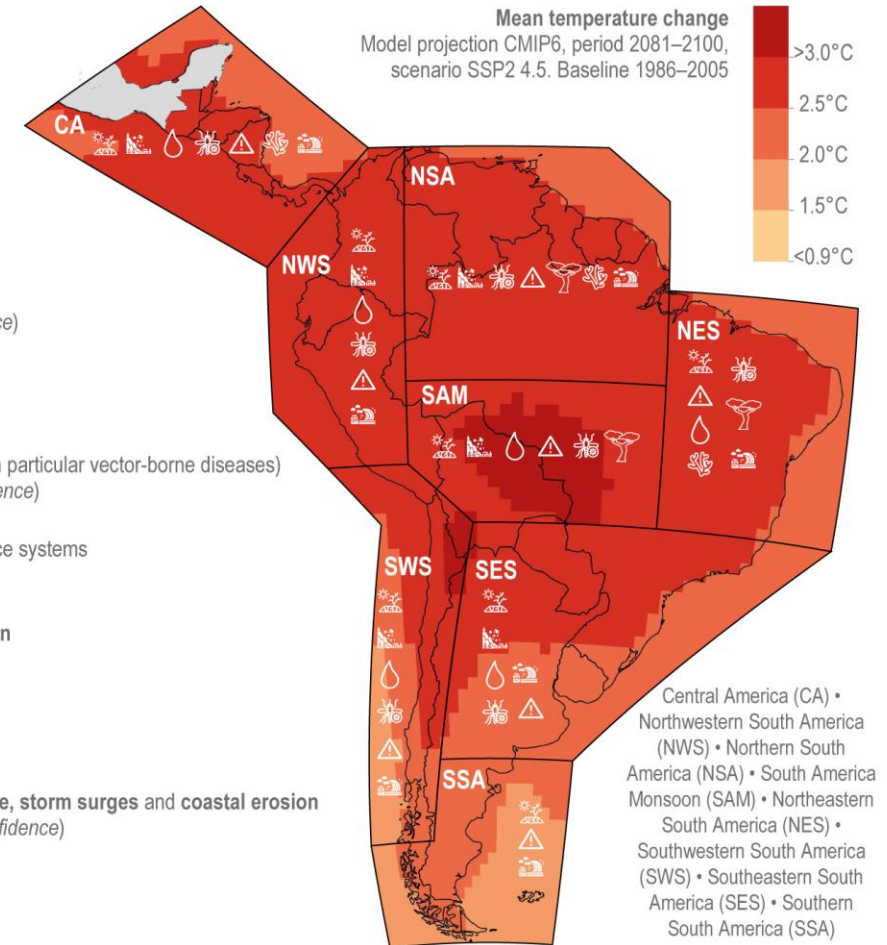 Mean temperature change
Model projection CMIP6, period 2081–2100,
scenario SSP2 4.5. Baseline 1986–2005
>3.0°C
2.5°C
2.0°C
1.5°C
<0.9°C
CA
NSA
NWS
NES
SAM
SWS
SES
SSA
ce)
particular vector-borne diseases)
ence)
ce systems
n
e, storm surges and coastal erosion
fidence)
Central America (CA) •
Northwestern South America
(NWS) • Northern South
America (NSA) • South America
Monsoon (SAM) • Northeastern
South America (NES) •
Southwestern South America
(SWS) • Southeastern South
America (SES) • Southern
South America (SSA)